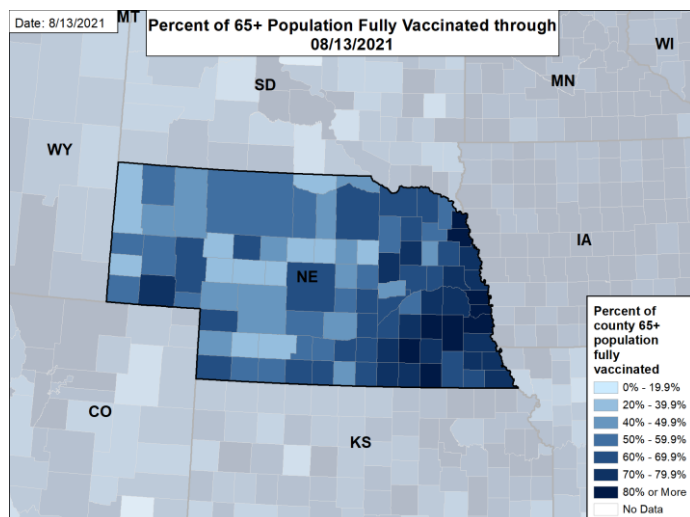 Date: 8/13/2021
Percent of 65+ Population Fully Vaccinated through
08/13/2021
MT
WI
SD
MN
WY
IA
NE
CO
KS
Percent of
county 65+
population
fully
vaccinated
0% - 19.9%
20% - 39.9%
40% - 49.9%
50% - 59.9%
60% - 69.9%
70% - 79.9%
80% or More
No Data